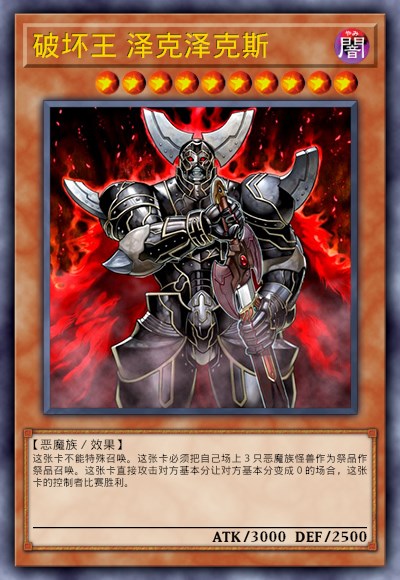 破坏王 泽克泽克斯
やみ
闇
【恶魔族／效果】
这张卡不能特殊召唤。这张卡必须把自己场上３只恶魔族怪兽作为祭品作
祭品召唤。这张卡直接攻击对方基本分让对方基本分变成０的场合，这张
卡的控制者比赛胜利。
ATK/3000 DEF/2500